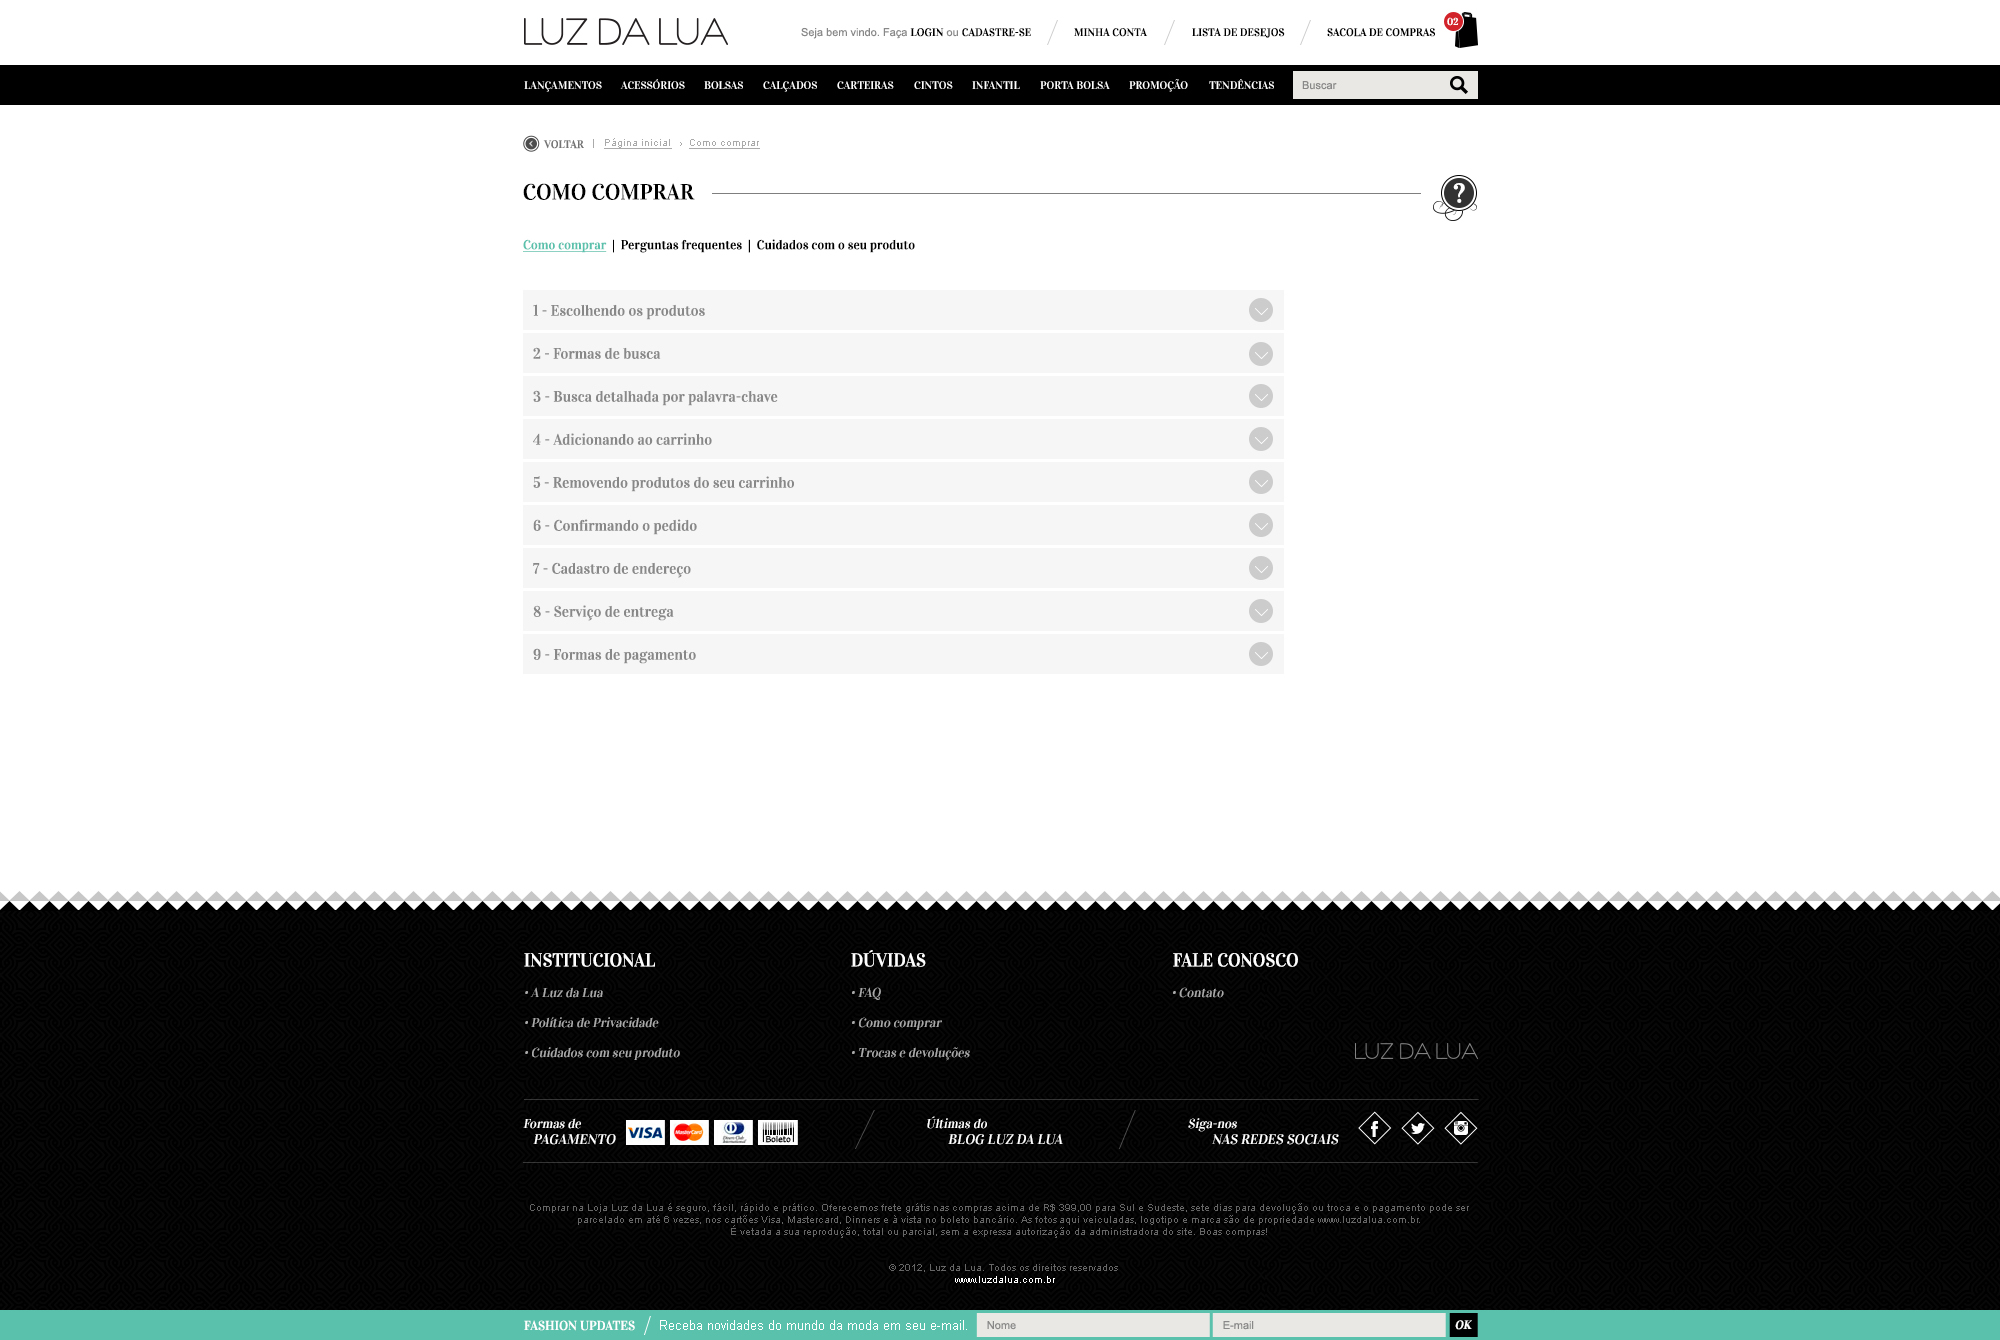 LUZ DA LUA
Seja bem vindo. Faça LOGIN ou CADASTRE-SE
MINHA CONTA
LISTA DE DESEJOS
SACOLA DE COMPRAS
02
LANÇAMENTOS ACESSÓRIOS BOLSAS CALÇADOS CARTEIRAS CINTOS INFANTIL PORTA BOLSA PROMOÇÃO TENDÊNCIAS
Buscar
VOLTAR | Página inicial › Como comprar
COMO COMPRAR
?
Como comprar | Perguntas frequentes | Cuidados com o seu produto
1 - Escolhendo os produtos
2 - Formas de busca
3 - Busca detalhada por palavra-chave
4 - Adicionando ao carrinho
5 - Removendo produtos do seu carrinho
6 - Confirmando o pedido
7 - Cadastro de endereço
8 - Serviço de entrega
9 - Formas de pagamento
INSTITUCIONAL
• A Luz da Lua
• Política de Privacidade
• Cuidados com seu produto
DÚVIDAS
• FAQ
• Como comprar
• Trocas e devoluções
FALE CONOSCO
• Contato
LUZ DA LUA
Formas de
PAGAMENTO
VISA
MasterCard
Diners Club
Boleto
Últimas do
BLOG LUZ DA LUA
Siga-nos
NAS REDES SOCIAIS
Comprar na Loja Luz da Lua é seguro, fácil, rápido e prático. Oferecemos frete grátis nas compras acima de R$ 399,00 para Sul e Sudeste, sete dias para devolução ou troca e o pagamento pode ser
parcelado em até 6 vezes, nos cartões Visa, Mastercard, Dinners e à vista no boleto bancário. As fotos aqui veiculadas, logotipo e marca são de propriedade www.luzdalua.com.br.
É vetada a sua reprodução, total ou parcial, sem a expressa autorização da administradora do site. Boas compras!
© 2012, Luz da Lua. Todos os direitos reservados
www.luzdalua.com.br
FASHION UPDATES / Receba novidades do mundo da moda em seu e-mail.
Nome
E-mail
OK